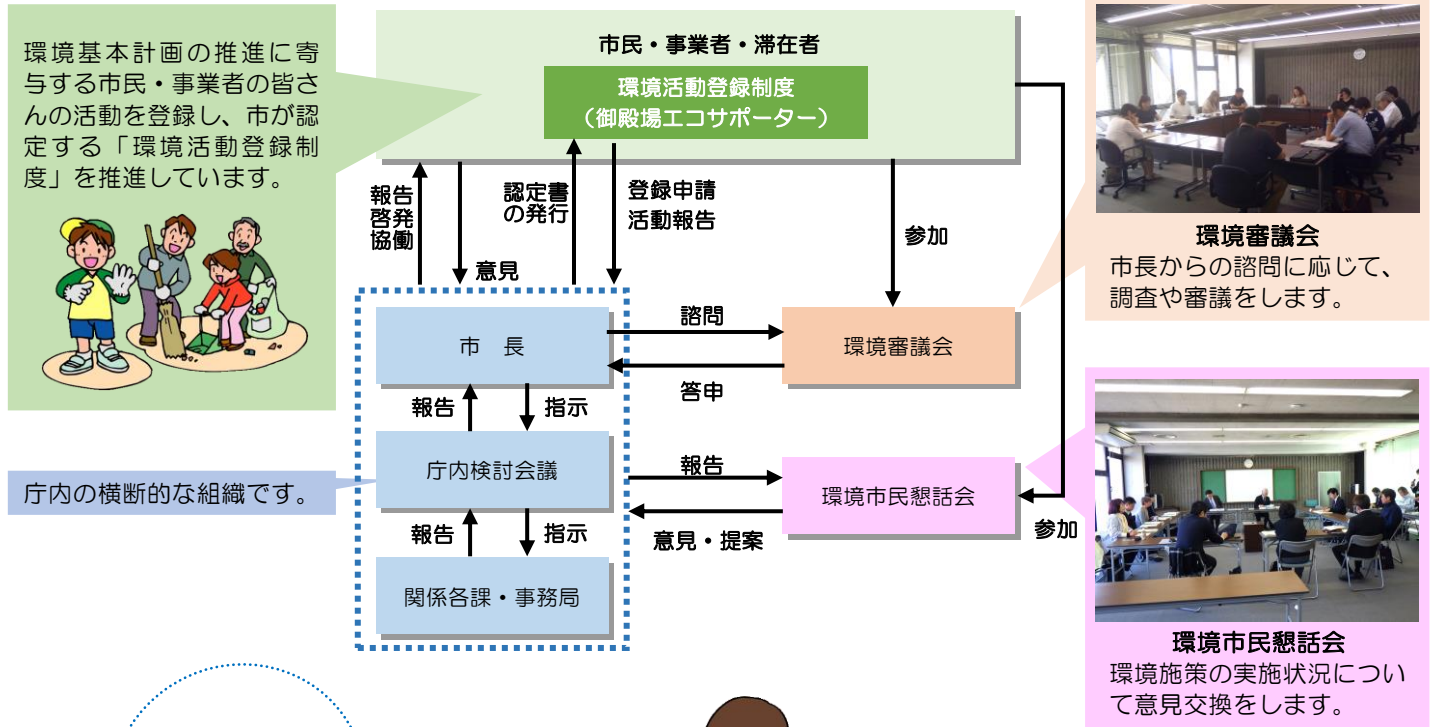 環境基本計画の推進に寄
与する市民・事業者の皆さ
んの活動を登録し、市が認
定する「環境活動登録制
度」を推進しています。
市民・事業者・滞在者
環境活動登録制度
（御殿場エコサポーター）
報告
啓発
協働
意見
認定書
の発行
登録申請
活動報告
参加
市　長
諮問
答申
環境審議会
報告
指示
庁内検討会議
庁内の横断的な組織です。
報告
意見・提案
環境市民懇話会
参加
報告
指示
関係各課・事務局
環境審議会
市長からの諮問に応じて、
調査や審議をします。
環境市民懇話会
環境施策の実施状況につい
て意見交換をします。